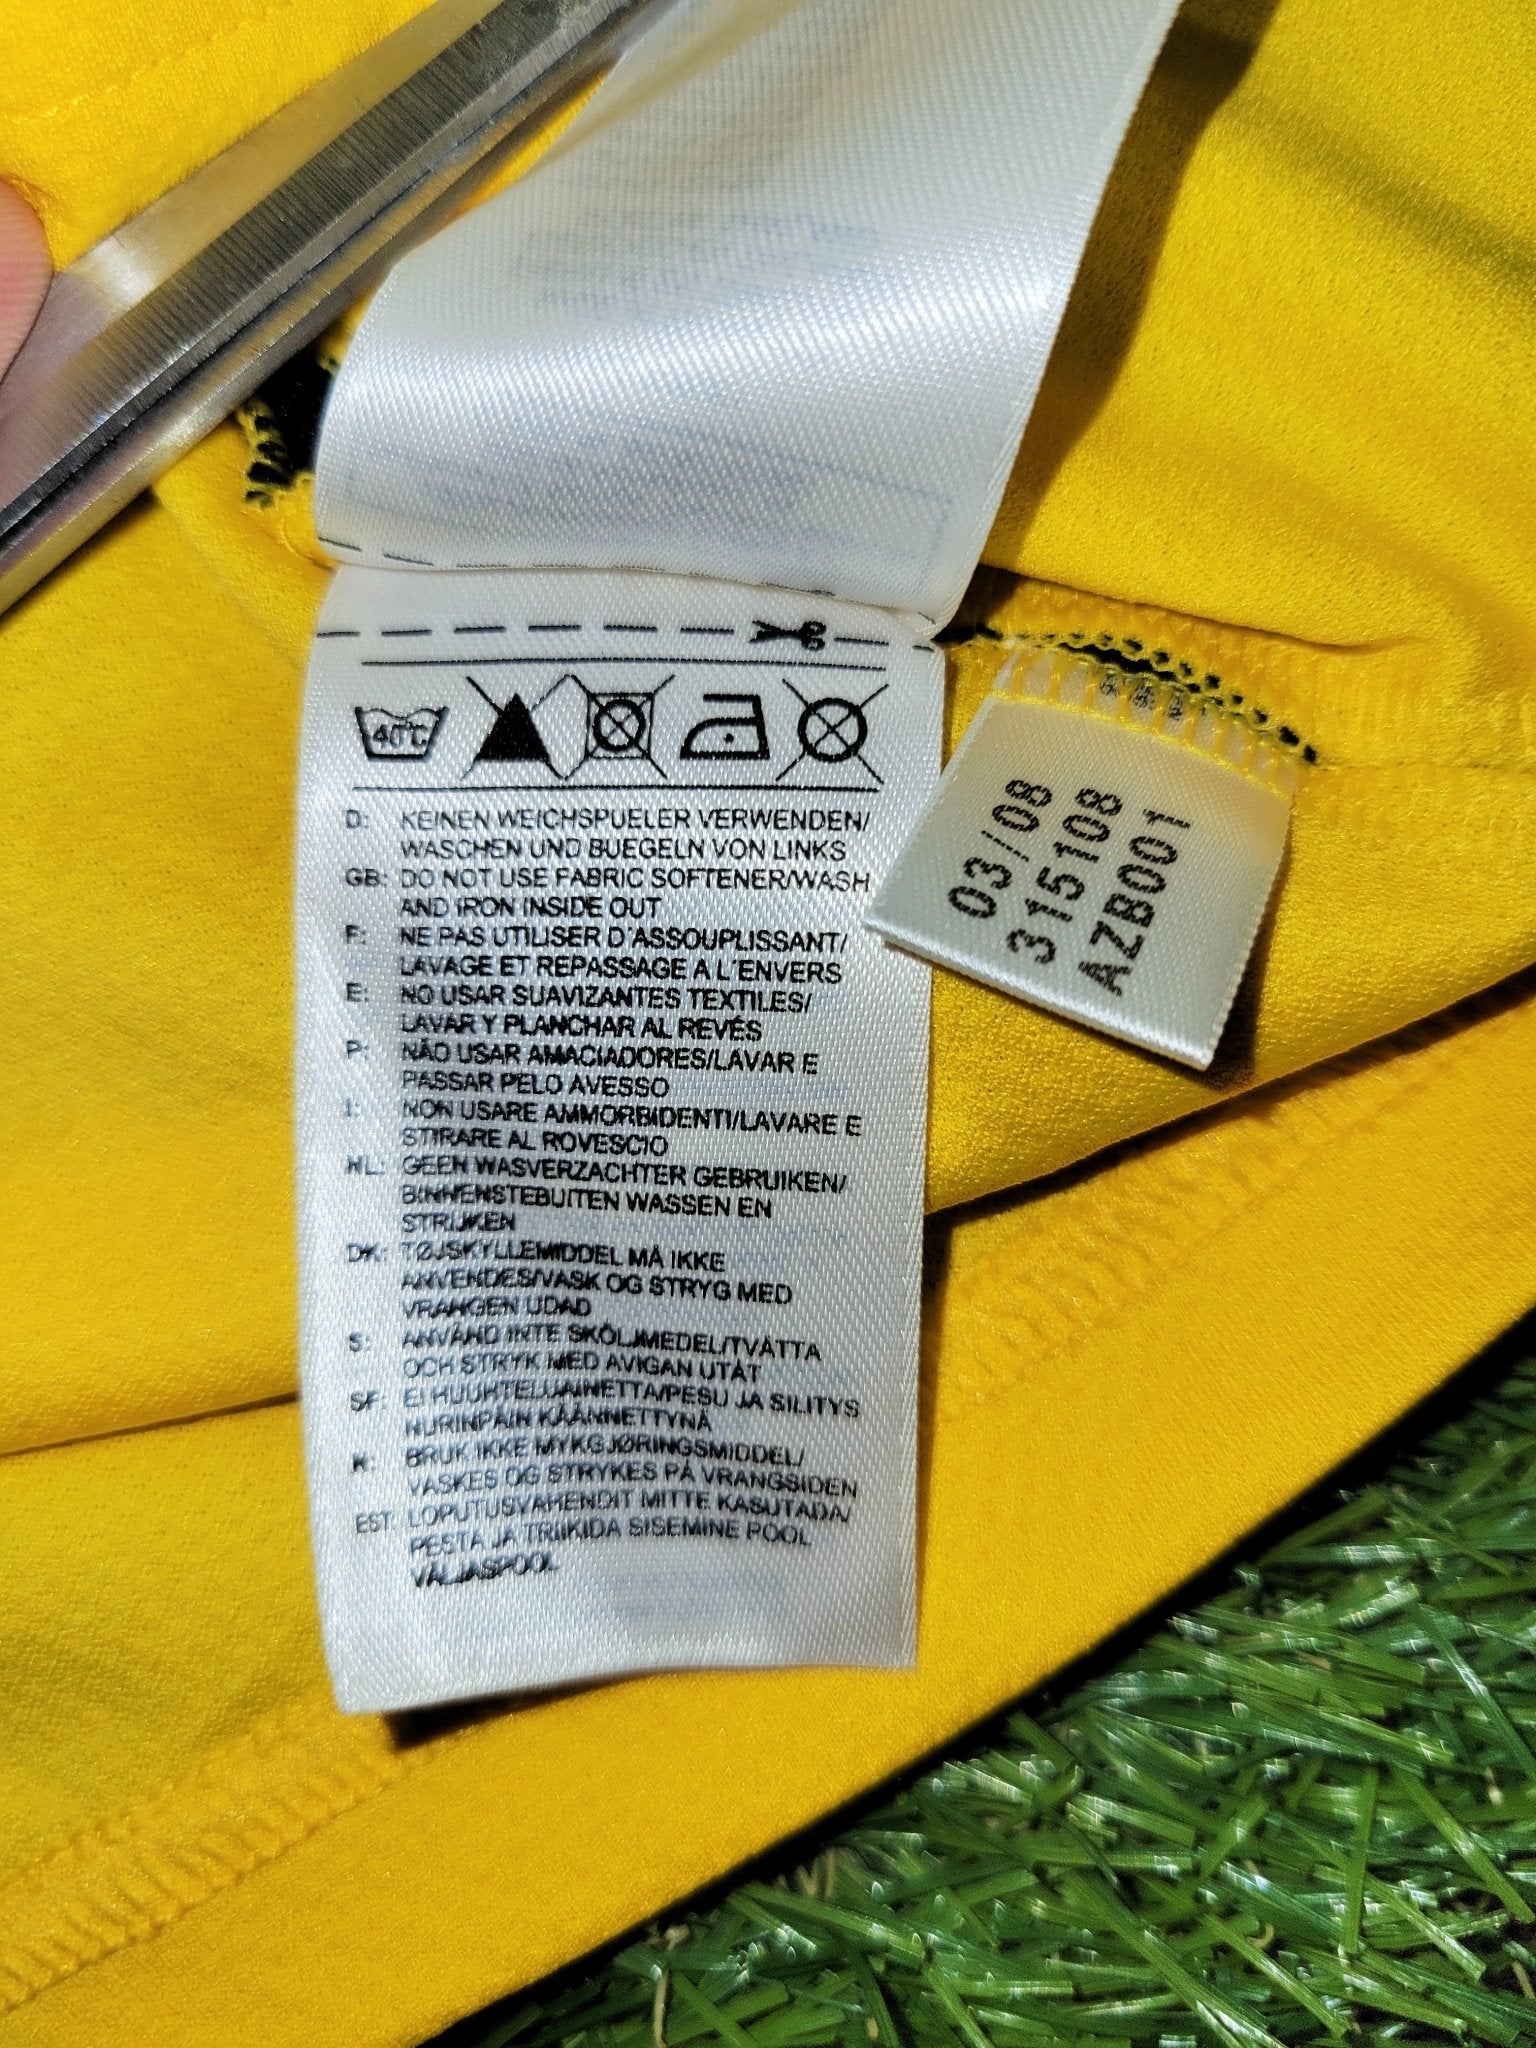 40°C
D: KEINEN WEICHSPUELER VERWENDEN/
WASCHEN UND BUEGELN VON LINKS
GB: DO NOT USE FABRIC SOFTENER/WASH
AND IRON INSIDE OUT
F: NE PAS UTILISER D'ASSOUPLISSANT/
LAVAGE ET REPASSAGE A L'ENVERS
E: NO USAR SUAVIZANTES TEXTILES/
LAVAR Y PLANCHAR AL REVÉS
P: NÃO USAR AMACIADORES/LAVAR E
PASSAR PELO AVESSO
I: NON USARE AMMORBIDENTI/LAVARE E
STIRARE AL ROVESCIO
NL: GEEN WASVERZACHTER GEBRUIKEN/
BINNENSTEBUITEN WASSEN EN
STRIJKEN
DK: TØJSKYLLEMIDDEL MÅ IKKE
ANVENDES/VASK OG STRYG MED
VRANGEN UDAD
S: ANVÄND INTE SKÖLJMEDEL/TVÄTTA
OCH STRYK MED AVIGAN UTÅT
SF: EI HUUHTELUAINETTA/PESU JA SILITYS
NURINPÄIN KÄÄNNETTYNÄ
N: BRUK IKKE MYKGJØRINGSMIDDEL/
VASKES OG STRYKES PÅ VRANGSIDEN
EST: LOPUTUSVAHENDIT MITTE KASUTADA/
PESTA JA TRIIKIDA SISEMINE POOL
VÄLJASPOOL
03//08
315108
AZB001